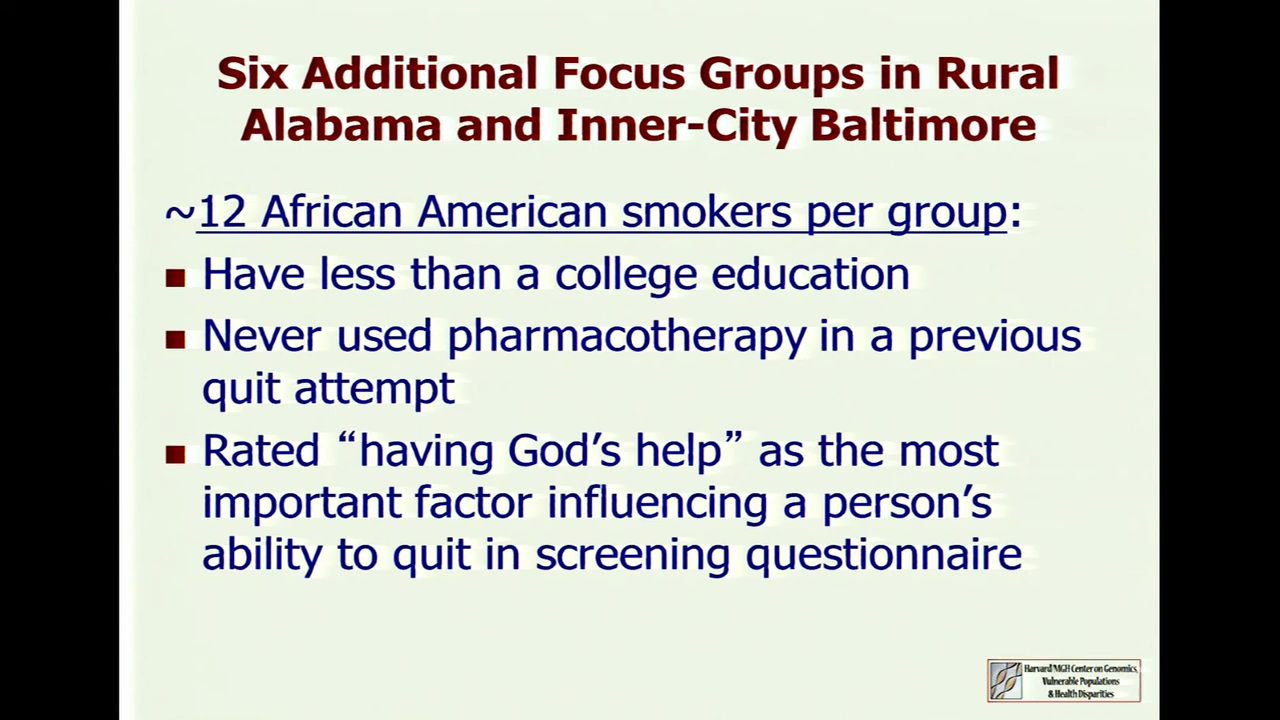 Six Additional Focus Groups in Rural
Alabama and Inner-City Baltimore
~12 African American smokers per group:
Have less than a college education
Never used pharmacotherapy in a previous
quit attempt
Rated “having God’s help” as the most
important factor influencing a person’s
ability to quit in screening questionnaire
Harvard/MGH Center on Genomics,
Vulnerable Populations
& Health Disparities